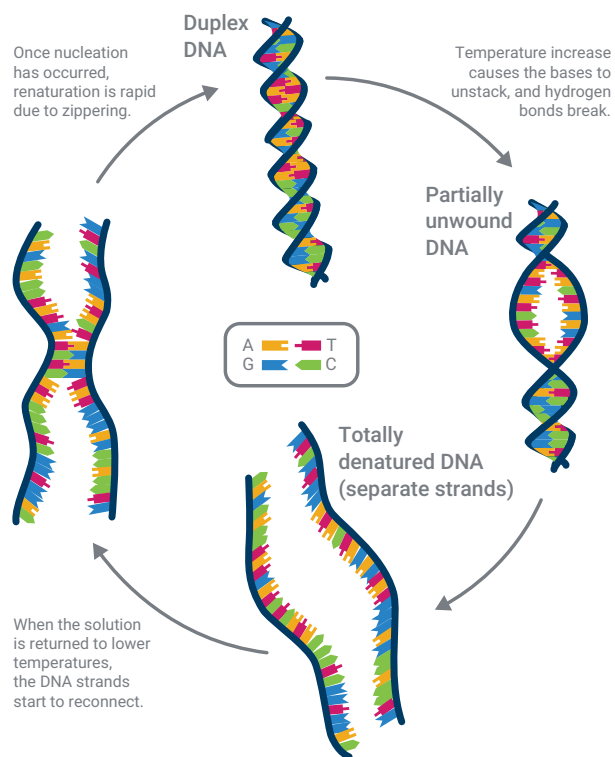 Duplex
DNA
Once nucleation
has occurred,
renaturation is rapid
due to zippering.
Temperature increase
causes the bases to
unstack, and hydrogen
bonds break.
Partially
unwound
DNA
A T
G C
Totally
denatured DNA
(separate strands)
When the solution
is returned to lower
temperatures,
the DNA strands
start to reconnect.